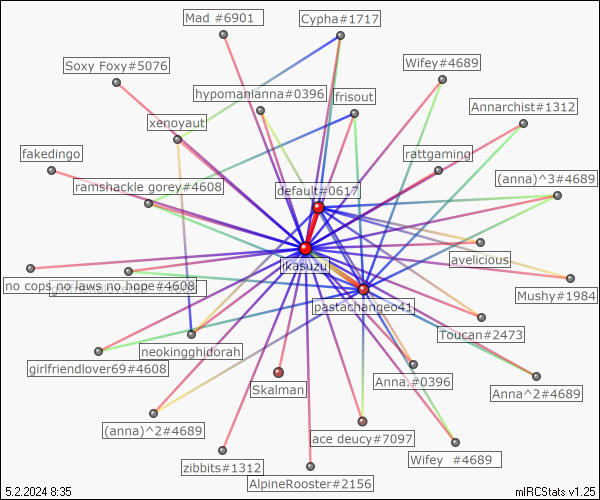 Mad #6901
Cypha#1717
Soxy Foxy#5076
Wifey#4689
hypomanianna#0396
frisout
Annarchist#1312
xenoyaut
fakedingo
rattgaming
ramshackle gorey#4608
default#0617
(anna)^3#4689
ikasuzu
avelicious
no cops no laws no hope#4608
Mushy#1984
pastachangeo41
Toucan#2473
neokingghidorah
girlfriendlover69#4608
Skalman
Anna.#0396
Anna^2#4689
(anna)^2#4689
ace deucy#7097
Wifey  #4689
zibbits#1312
AlpineRooster#2156
5.2.2024 8:35
mIRCStats v1.25